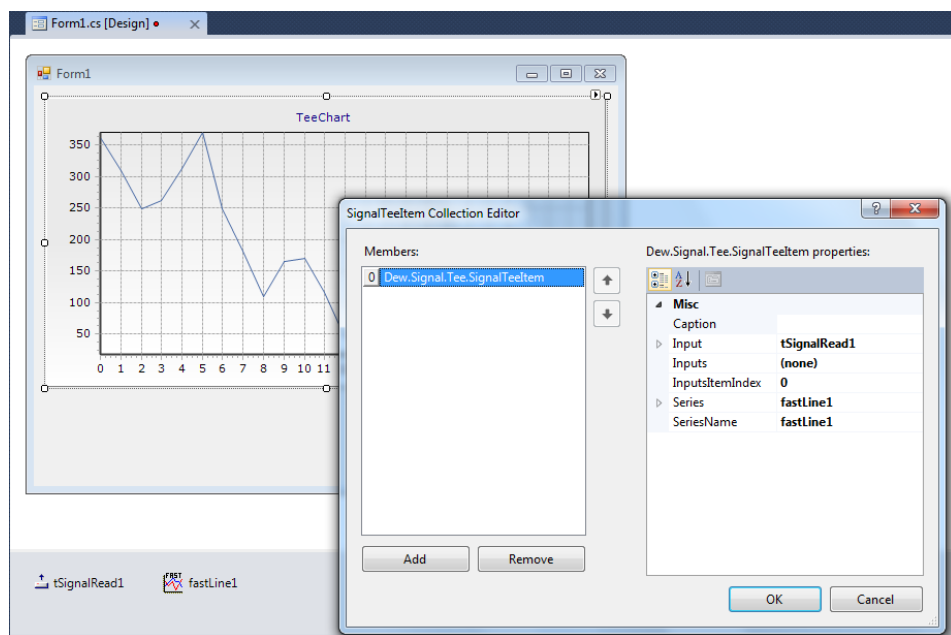 Form1.cs [Design]
Form1
TeeChart
350
300
250
200
150
100
50
0 1 2 3 4 5 6 7 8 9 10 11
SignalTeeItem Collection Editor
Members:
0 Dew.Signal.Tee.SignalTeeItem
Add Remove
Dew.Signal.Tee.SignalTeeItem properties:
Misc
Caption
Input tSignalRead1
Inputs (none)
InputsItemIndex 0
Series fastLine1
SeriesName fastLine1
OK Cancel
tSignalRead1 FAST fastLine1